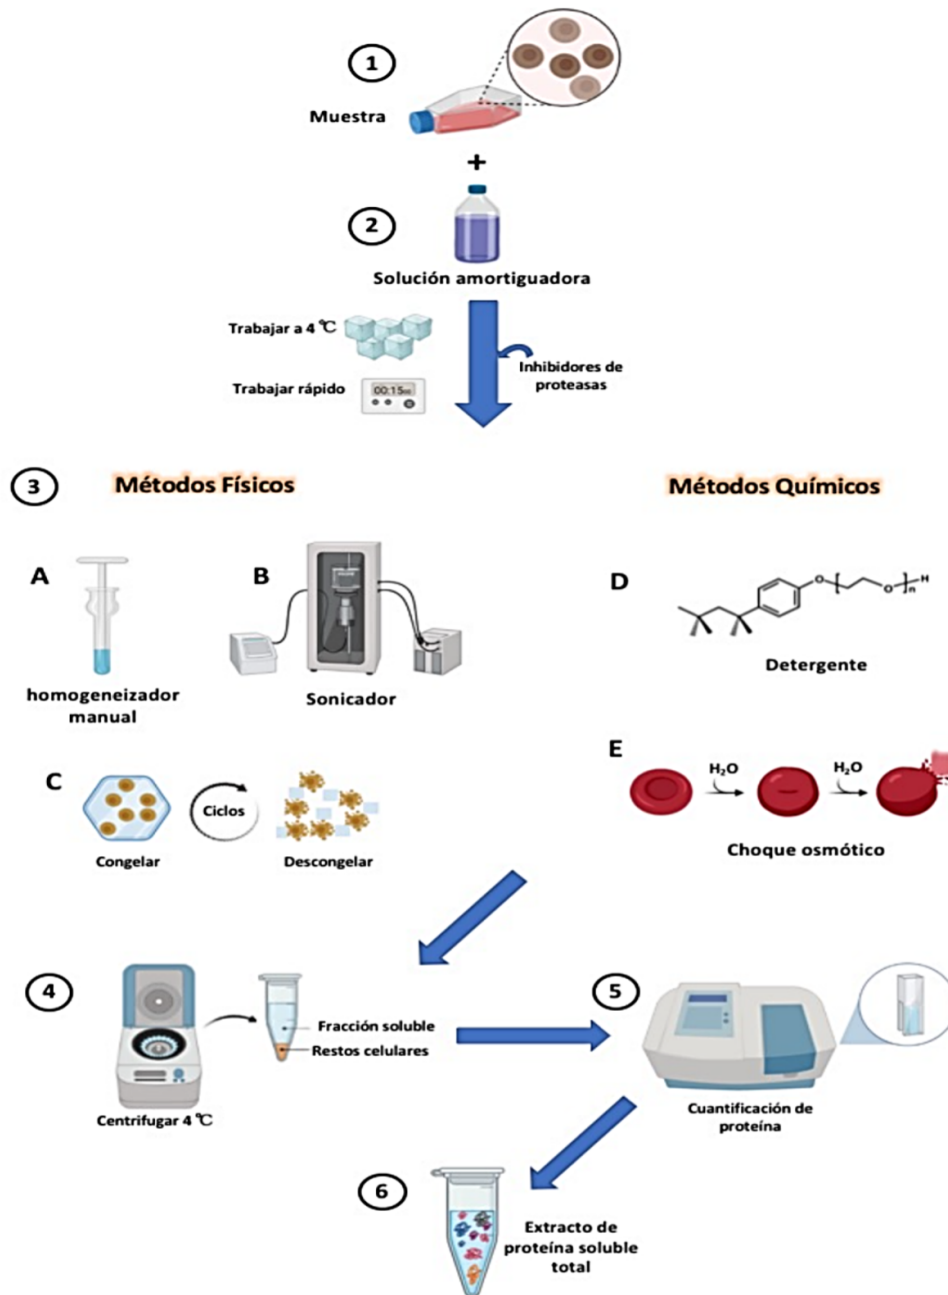 1
Muestra
+
2
Solución amortiguadora
Trabajar a 4 ℃
Trabajar rápido
00:15 00
Inhibidores de
proteasas
3
Métodos Físicos
Métodos Químicos
A
homogeneizador
manual
B
Sonicador
D
O
O
n
H
Detergente
C
Congelar
Ciclos
Descongelar
E
H₂O
H₂O
Choque osmótico
4
Centrifugar 4 ℃
Fracción soluble
Restos celulares
5
Cuantificación de
proteína
6
Extracto de
proteína soluble
total